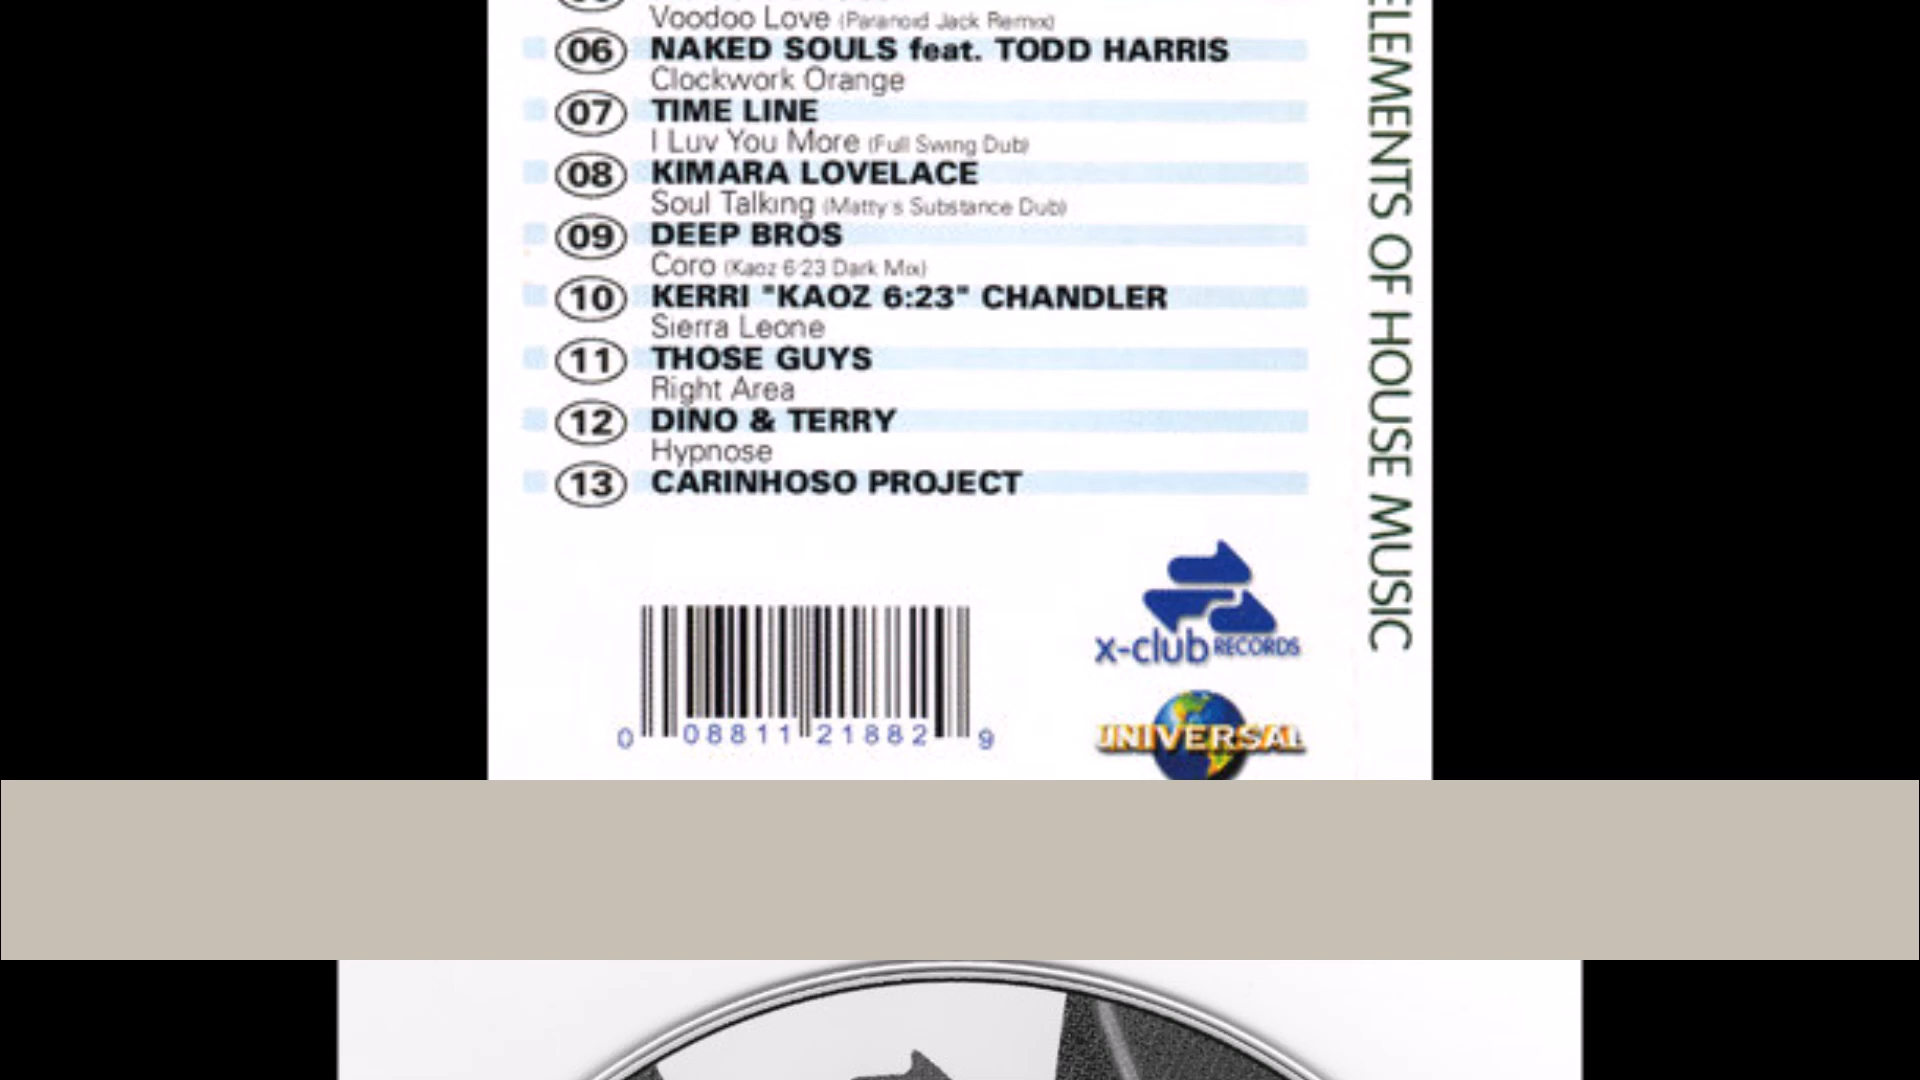 Voodoo Love (Paranoid Jack Remix)
06 NAKED SOULS feat. TODD HARRIS
Clockwork Orange
07 TIME LINE
I Luv You More (Full Swing Dub)
08 KIMARA LOVELACE
Soul Talking (Matty's Substance Dub)
09 DEEP BROS
Coro (Kaoz 6:23 Dark Mix)
10 KERRI "KAOZ 6:23" CHANDLER
Sierra Leone
11 THOSE GUYS
Right Area
12 DINO & TERRY
Hypnose
13 CARINHOSO PROJECT
ELEMENTS OF HOUSE MUSIC
x-club RECORDS
0 08811 21882 9
UNIVERSAL